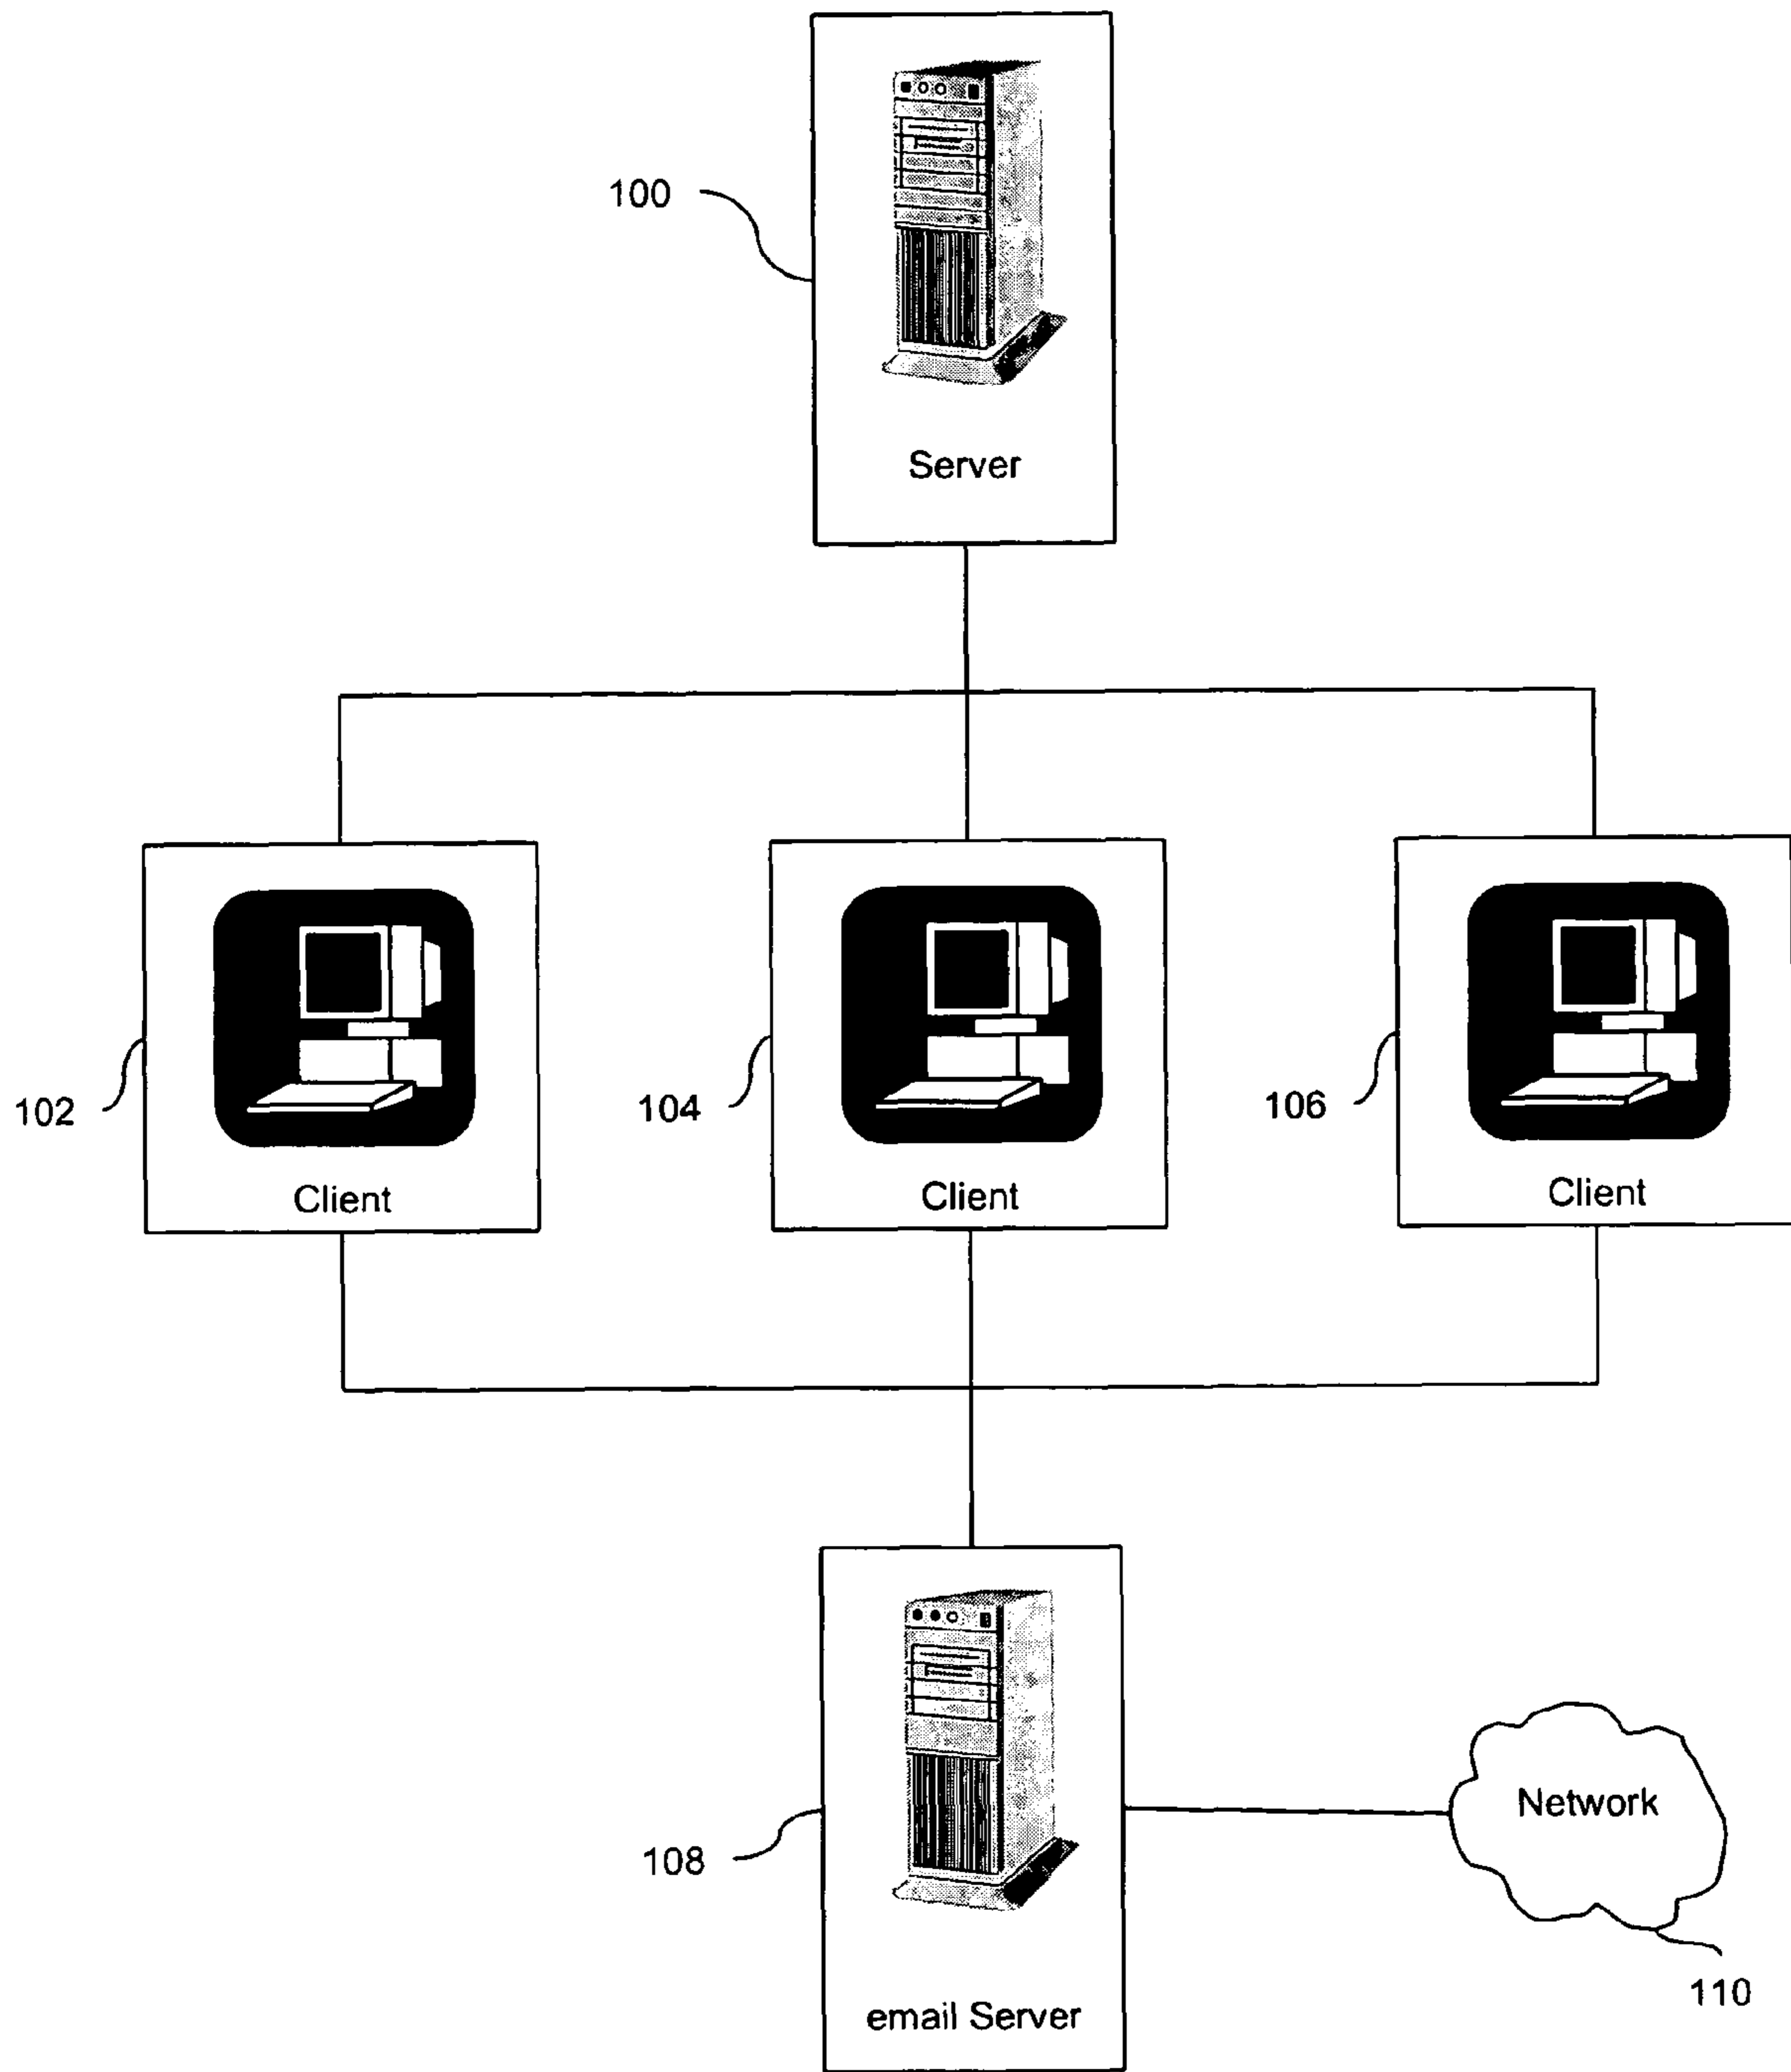 100
Server
102
Client
104
Client
106
Client
108
email Server
Network
110